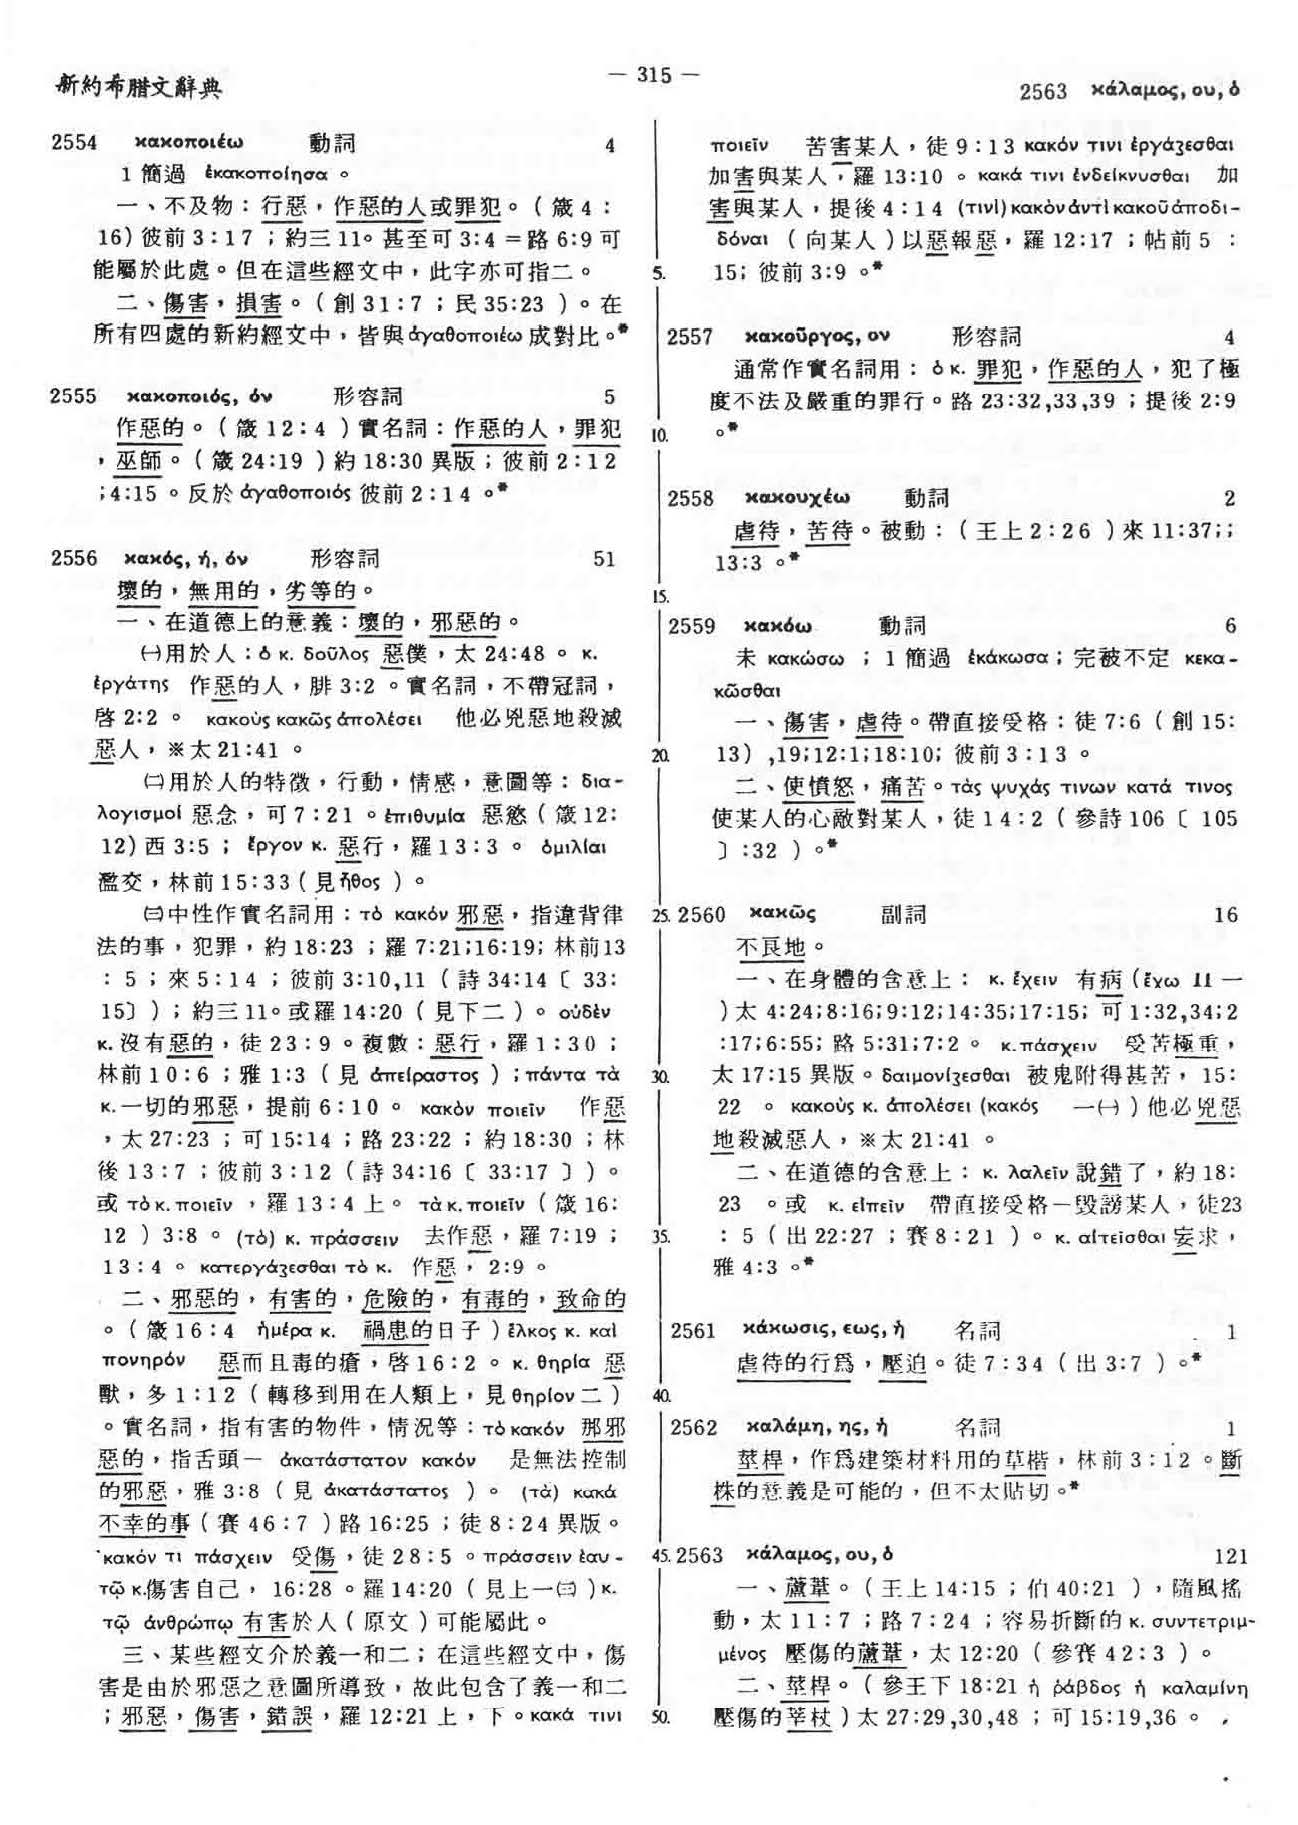 新約希腊文辭典
— 315 —
2563 κάλαμος, ου, ὁ
2554 κακοποιέω 動詞 4
1 簡過 ἐκακοποίησα 。
一、不及物：行惡，作惡的人或罪犯。（箴 4：
16) 彼前 3：17；約三 11。甚至可 3:4 ＝路 6:9 可
能屬於此處。但在這些經文中，此字亦可指二。
二、傷害，損害。（創 31：7；民 35:23 ）。在
所有四處的新約經文中，皆與 ἀγαθοποιέω 成對比。*
2555 κακοποιός, όν 形容詞 5
作惡的。（箴 12：4 ）實名詞：作惡的人，罪犯
，巫師。（箴 24:19 ）約 18:30 異版；彼前 2：12
;4:15 。反於 ἀγαθοποιός 彼前 2：14 。*
2556 κακός, ή, όν 形容詞 51
壞的，無用的，劣等的。
一、在道德上的意義：壞的，邪惡的。
㈠用於人：ὁ κ. δοῦλος 惡僕，太 24:48 。 κ.
ἐργάτης 作惡的人，腓 3:2 。實名詞，不帶冠詞，
啓 2:2 。 κακοὺς κακῶς ἀπολέσει 他必兇惡地殺滅
惡人，※太 21:41 。
㈡用於人的特徵，行動，情感，意圖等：δια-
λογισμοί 惡念，可 7：21 。ἐπιθυμία 惡慾（箴 12:
12) 西 3:5 ； ἔργον κ. 惡行，羅 13：3 。 ὁμιλίαι
濫交，林前 15：33 ( 見 ἦθος ) 。
㈢中性作實名詞用：τὸ κακόν 邪惡，指違背律
法的事，犯罪，約 18:23 ；羅 7:21;16:19; 林前13
：5；來 5：14 ；彼前 3:10,11（詩 34:14〔 33:
15〕）；約三 11。或羅 14:20（見下二）。 οὐδὲν
κ. 沒有惡的，徒 23：9 。複數：惡行，羅 1：30；
林前 10：6；雅 1:3（見 ἀπείραστος ）；πάντα τὰ
κ.一切的邪惡，提前 6：10 。 κακὸν ποιεῖν 作惡
，太 27:23 ；可 15:14 ；路 23:22 ；約 18:30 ；林
後 13：7；彼前 3：12（詩 34:16〔 33:17 〕）。
或 τὸ κ. ποιεῖν ，羅 13：4 上。 τὰ κ. ποιεῖν（箴 16:
12 ）3:8 。 (τὸ) κ. πράσσειν 去作惡，羅 7:19 ；
13：4 。 κατεργάζεσθαι τὸ κ. 作惡， 2:9 。
二、邪惡的，有害的，危險的，有毒的，致命的
。（箴 16：4 ἡμέρα κ. 禍患的日子）ἕλκος κ. καὶ
πονηρόν 惡而且毒的瘡，啓 16：2 。 κ. θηρία 惡
獸，多 1：12（轉移到用在人類上，見 θηρίον 二）
。實名詞，指有害的物件，情況等：τὸ κακόν 那邪
惡的，指舌頭— ἀκατάστατον κακόν 是無法控制
的邪惡，雅 3:8（見 ἀκατάστατος ）。 (τὰ) κακά
不幸的事（賽 46：7 ）路 16:25 ；徒 8：24 異版。
κακόν τι πάσχειν 受傷，徒 28：5 。πράσσειν ἑαυ-
τῷ κ.傷害自己， 16:28 。羅 14:20（見上一㈢）κ.
τῷ ἀνθρώπῳ 有害於人（原文）可能屬此。
三、某些經文介於義一和二；在這些經文中，傷
害是由於邪惡之意圖所導致，故此包含了義一和二
；邪惡，傷害，錯誤，羅 12:21 上，下。κακά τινι
ποιεῖν 苦害某人，徒 9：13 κακόν τινι ἐργάζεσθαι
加害與某人，羅 13:10 。 κακά τινι ἐνδείκνυσθαι 加
害與某人，提後 4：14 (τινὶ) κακὸν ἀντὶ κακοῦ ἀποδι-
δόναι（向某人）以惡報惡，羅 12:17 ；帖前 5：
5. 15; 彼前 3:9 。*
2557 κακοῦργος, ον 形容詞 4
通常作實名詞用： ὁ κ. 罪犯，作惡的人，犯了極
度不法及嚴重的罪行。路 23:32,33,39 ；提後 2:9
10. 。*
2558 κακουχέω 動詞 2
虐待，苦待。被動：（王上 2：26 ）來 11:37;；
13:3 。*
15.
2559 κακόω 動詞 6
未 κακώσω ；1 簡過 ἐκάκωσα；完被不定 κεκα-
κῶσθαι
一、傷害，虐待。帶直接受格：徒 7:6（創 15:
20. 13）,19;12:1;18:10; 彼前 3：13 。
二、使憤怒，痛苦。τὰς ψυχάς τινων κατά τινος
使某人的心敵對某人，徒 14：2（參詩 106〔 105
〕:32 ）。*
25. 2560 κακῶς 副詞 16
不良地。
一、在身體的含意上： κ. ἔχειν 有病（ἔχω II 一
）太 4:24;8:16;9:12;14:35;17:15; 可 1:32,34;2
:17;6:55; 路 5:31;7:2 。 κ.πάσχειν 受苦極重，
30. 太 17:15 異版。δαιμονίζεσθαι 被鬼附得甚苦， 15:
22 。 κακοὺς κ. ἀπολέσει (κακός 一㈠）他必兇惡
地殺滅惡人，※太 21:41 。
二、在道德的含意上： κ. λαλεῖν 說錯了，約 18:
23 。或 κ. εἰπεῖν 帶直接受格—毀謗某人，徒23
35. ：5（出 22:27 ；賽 8：21 ）。 κ. αἰτεῖσθαι 妄求，
雅 4:3 。*
2561 κάκωσις, εως, ἡ 名詞 1
虐待的行爲，壓迫。徒 7：34（出 3:7 ）。*
40.
2562 καλάμη, ης, ἡ 名詞 1
莖桿，作爲建築材料用的草楷，林前 3：12 。斷
株的意義是可能的，但不太貼切。*
45. 2563 κάλαμος, ου, ὁ 121
一、蘆葦。（王上 14:15 ；伯 40:21 ），隨風搖
動，太 11：7；路 7：24 ；容易折斷的 κ. συντετριμ-
μένος 壓傷的蘆葦，太 12:20（參賽 42：3 ）。
二、莖桿。（參王下 18:21 ἡ ῥάβδος ἡ καλαμίνη
50. 壓傷的莘杖）太 27:29,30,48 ；可 15:19,36 。